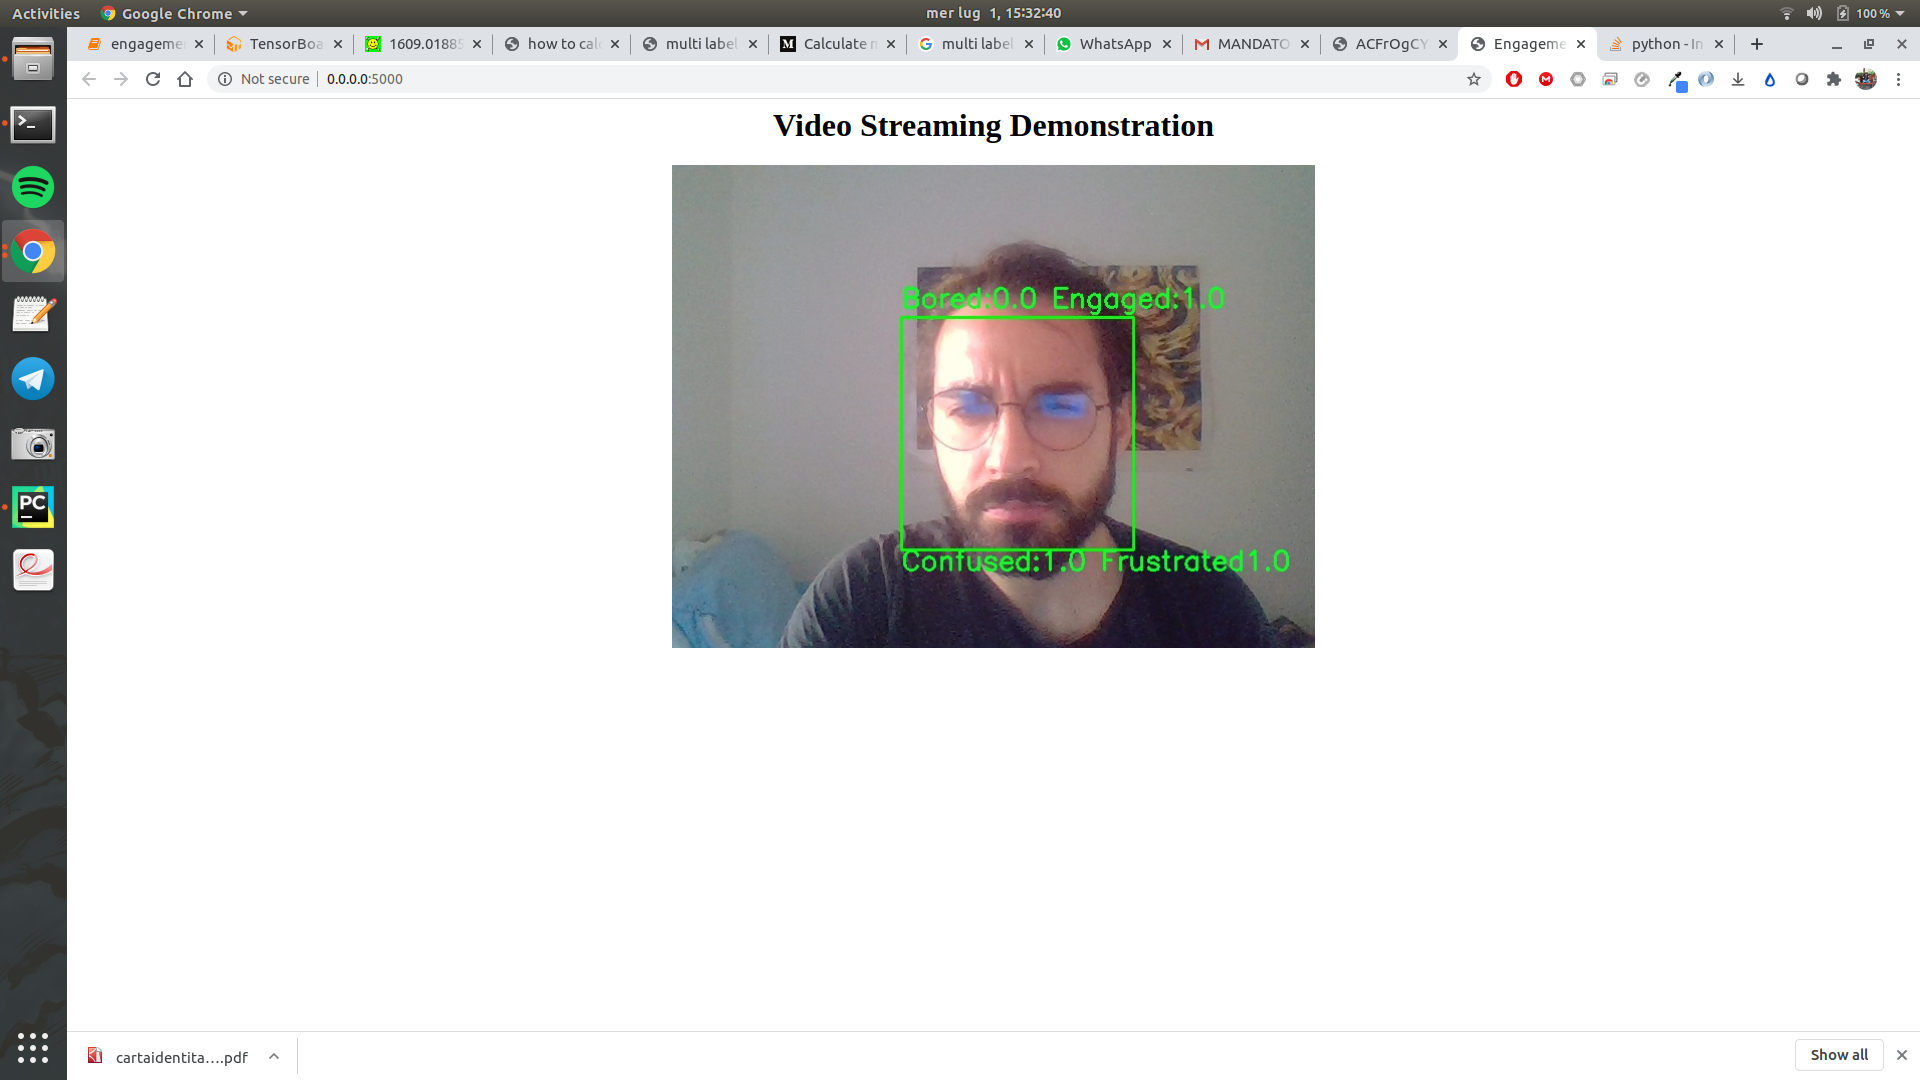 Activities Google Chrome mer lug 1, 15:32:40 100 %
engageme TensorBoa 1609.0188 how to calc multi label Calculate multi label WhatsApp MANDATO ACFrOgCY Engageme python - In
Not secure 0.0.0.0:5000
Video Streaming Demonstration
Bored:0.0 Engaged:1.0
Confused:1.0 Frustrated1.0
PC
cartaidentita....pdf Show all